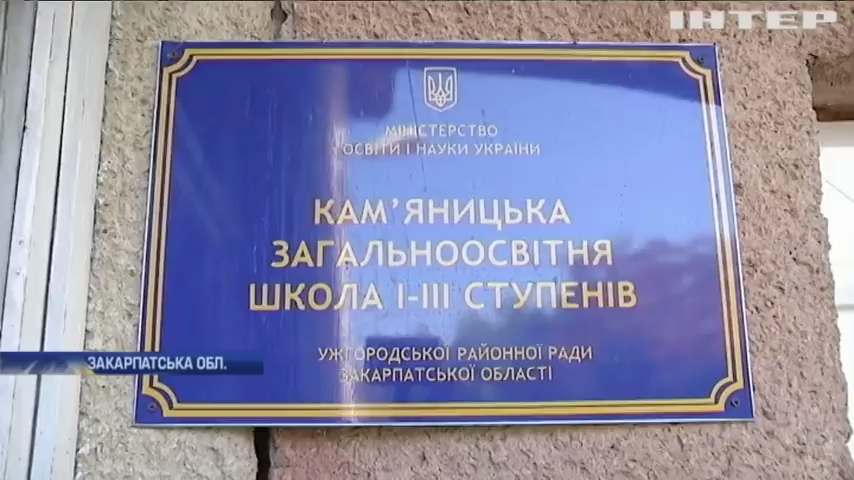 ІНТЕР
МІНІСТЕРСТВО
ОСВІТИ І НАУКИ УКРАЇНИ
КАМ'ЯНИЦЬКА
ЗАГАЛЬНООСВІТНЯ
ШКОЛА І-ІІІ СТУПЕНІВ
ЗАКАРПАТСЬКА ОБЛ.
УЖГОРОДСЬКОЇ РАЙОННОЇ РАДИ
ЗАКАРПАТСЬКОЇ ОБЛАСТІ